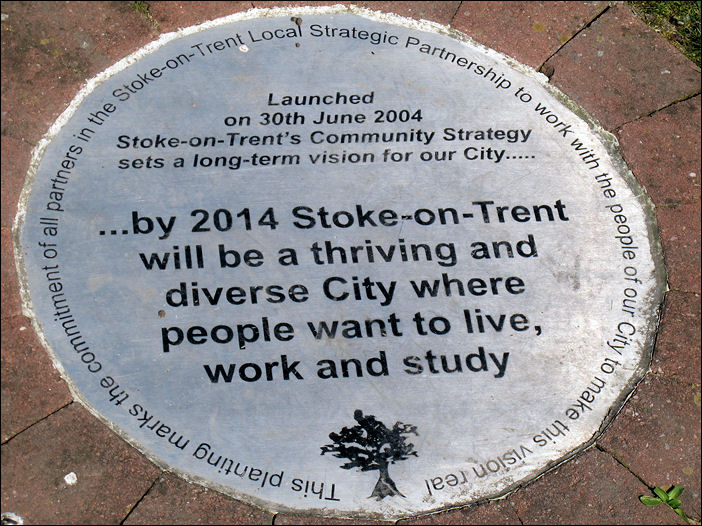 This planting marks the commitment of all partners in the Stoke-on-Trent Local Strategic Partnership to work with the people of our City to make this vision real
Launched
on 30th June 2004
Stoke-on-Trent's Community Strategy
sets a long-term vision for our City.....
...by 2014 Stoke-on-Trent
will be a thriving and
diverse City where
people want to live,
work and study